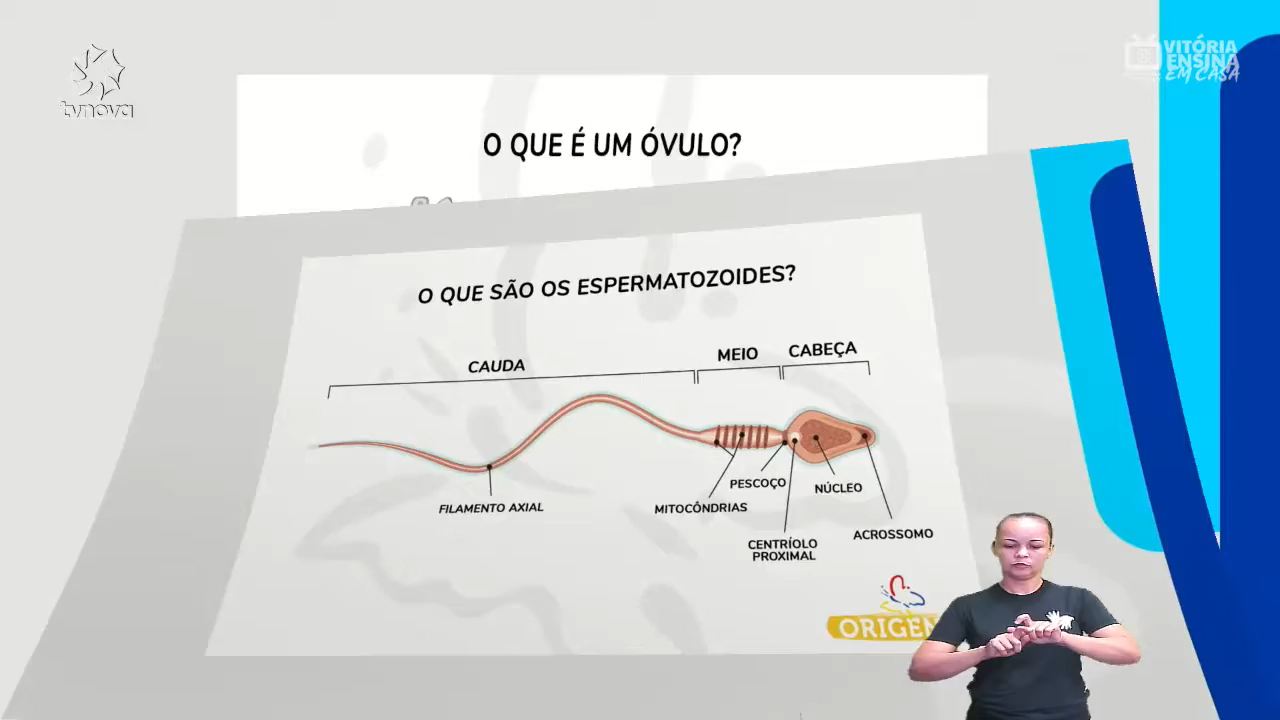 tvnova
VITÓRIA
ENSINA
EM CASA
O QUE É UM ÓVULO?
O QUE SÃO OS ESPERMATOZOIDES?
CAUDA
MEIO
CABEÇA
FILAMENTO AXIAL
MITOCÔNDRIAS
PESCOÇO
NÚCLEO
CENTRÍOLO
PROXIMAL
ACROSSOMO
ORIGEN